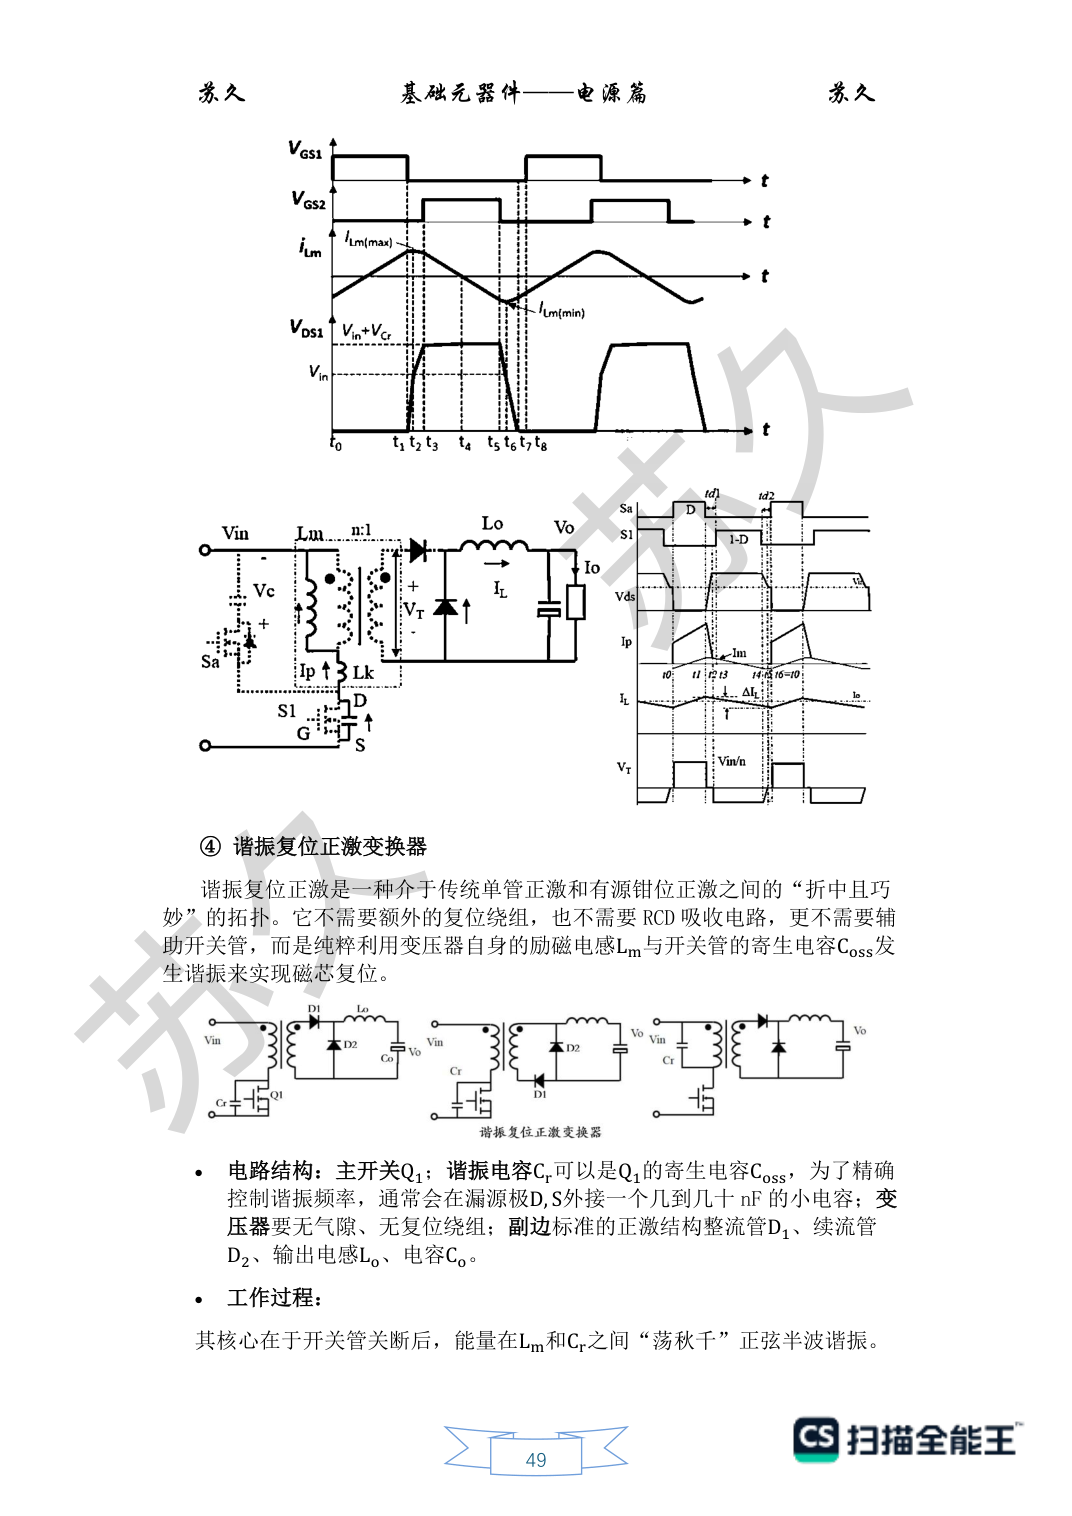 苏久 基础元器件——电源篇 苏久
V_GS1
t
V_GS2
t
i_Lm
I_Lm(max)
t
I_Lm(min)
V_DS1
V_in+V_Cr
V_in
t
t0 t1 t2 t3 t4 t5 t6 t7 t8
Vin Lm n:1 Lo Vo
- Io
Vc + I_L
+ V_T
-
Sa Ip Lk
D
S1
G
S
td1 td2
Sa D
S1 1-D
Vds
Ip
Im
t0 t1 t2 t3 t4 t5 t6=t0
I_L ΔI_L Io
V_T Vin/n
④ 谐振复位正激变换器
谐振复位正激是一种介于传统单管正激和有源钳位正激之间的“折中且巧
妙”的拓扑。它不需要额外的复位绕组，也不需要 RCD 吸收电路，更不需要辅
助开关管，而是纯粹利用变压器自身的励磁电感L_m与开关管的寄生电容C_oss发
生谐振来实现磁芯复位。
D1 Lo
Vin D2 Co Vo
Cr Q1
Vin Vo
D2
Cr
D1
Vin Vo
Cr
谐振复位正激变换器
• 电路结构：主开关Q_1；谐振电容C_r可以是Q_1的寄生电容C_oss，为了精确
控制谐振频率，通常会在漏源极D, S外接一个几到几十 nF 的小电容；变
压器要无气隙、无复位绕组；副边标准的正激结构整流管D_1、续流管
D_2、输出电感L_o、电容C_o。
• 工作过程：
其核心在于开关管关断后，能量在L_m和C_r之间“荡秋千”正弦半波谐振。
49
CS 扫描全能王™
苏久
苏久